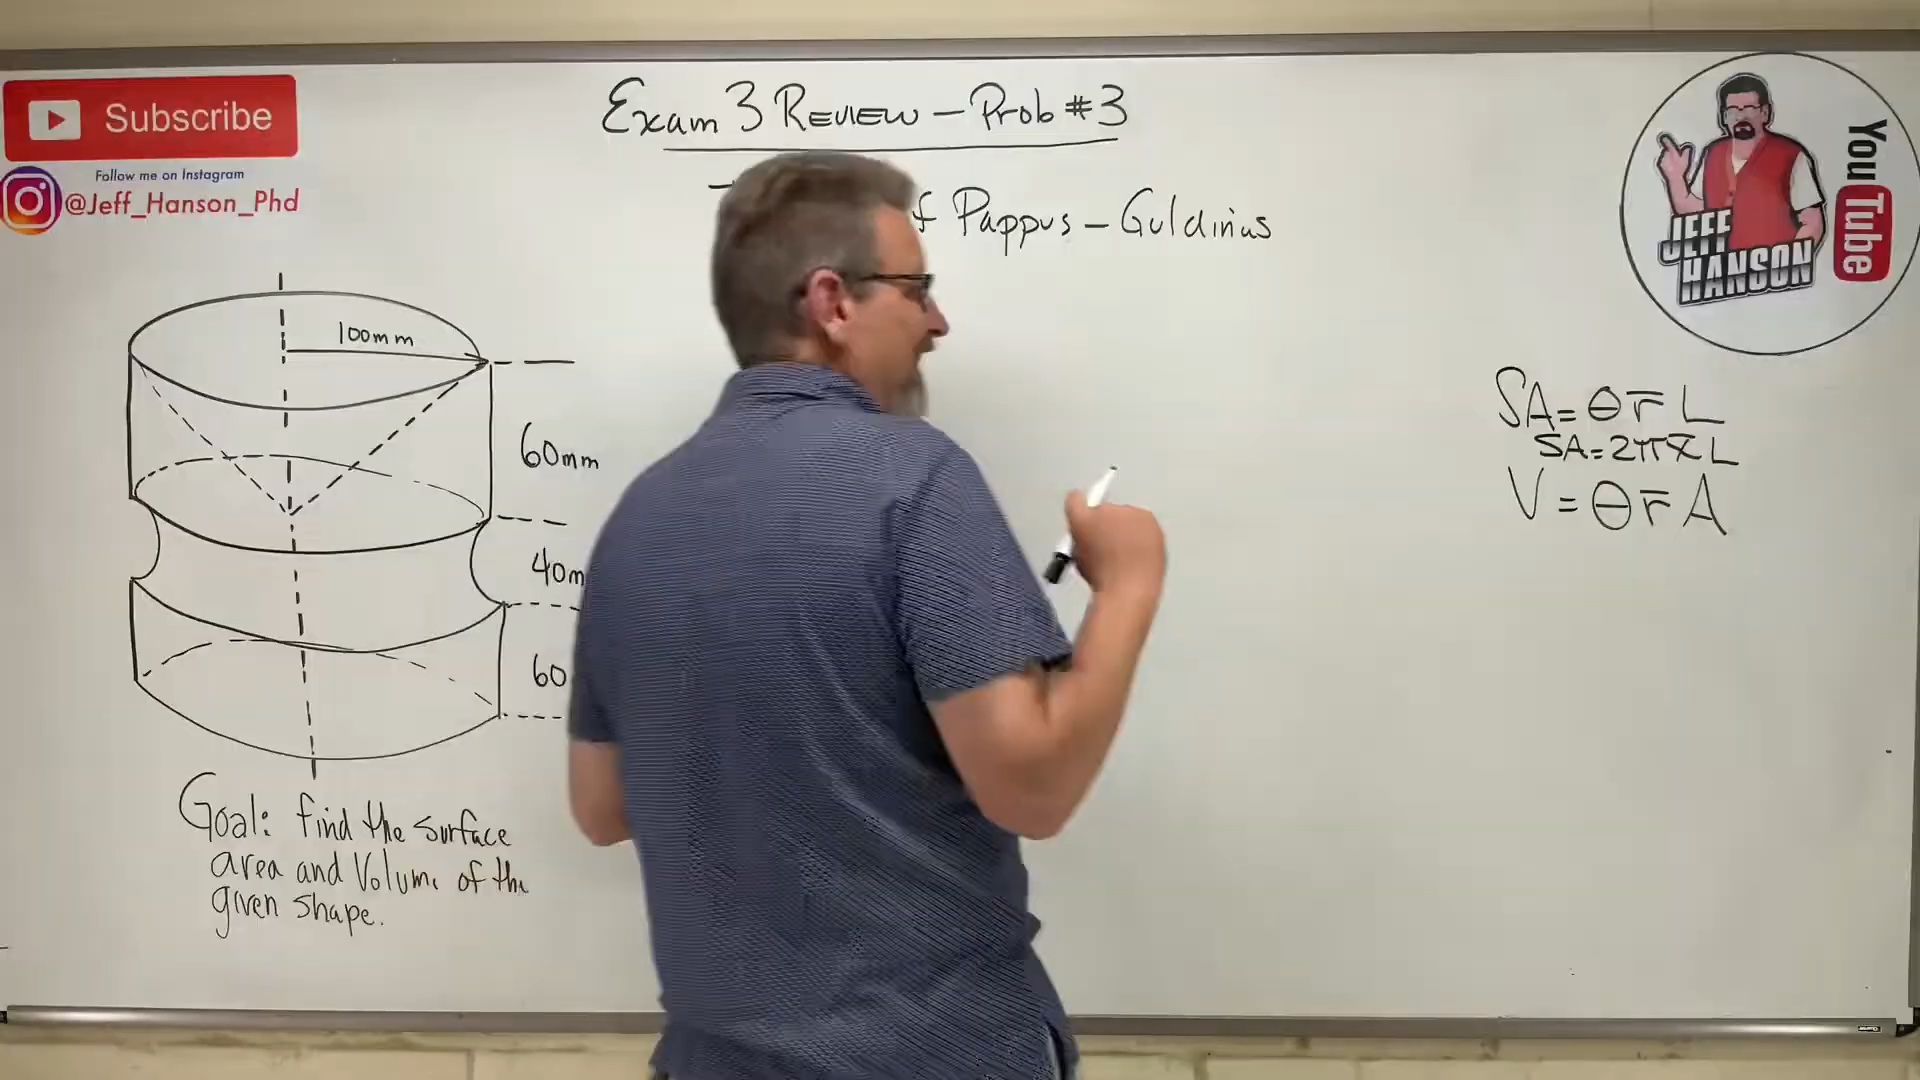 Subscribe
Follow me on Instagram
@Jeff_Hanson_Phd
Exam 3 Review - Prob #3
f Pappus - Guldinus
YouTube
JEFF
HANSON
100mm
60mm
40m
60
SA = θ r̄ L
SA = 2π x̄ L
V = θ r̄ A
Goal: find the surface
area and Volume of the
given shape.